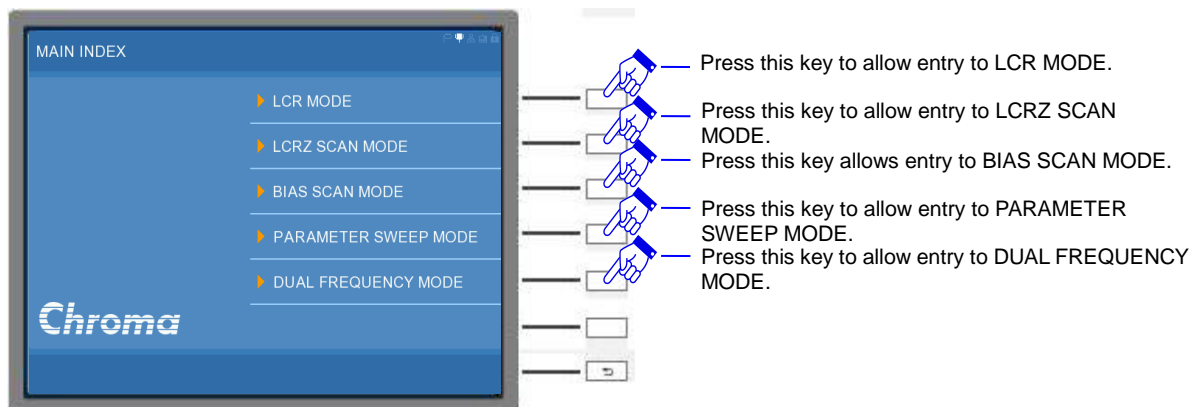 MAIN INDEX
LCR MODE
LCRZ SCAN MODE
BIAS SCAN MODE
PARAMETER SWEEP MODE
DUAL FREQUENCY MODE
Chroma
Press this key to allow entry to LCR MODE.
Press this key to allow entry to LCRZ SCAN
MODE.
Press this key allows entry to BIAS SCAN MODE.
Press this key to allow entry to PARAMETER
SWEEP MODE.
Press this key to allow entry to DUAL FREQUENCY
MODE.